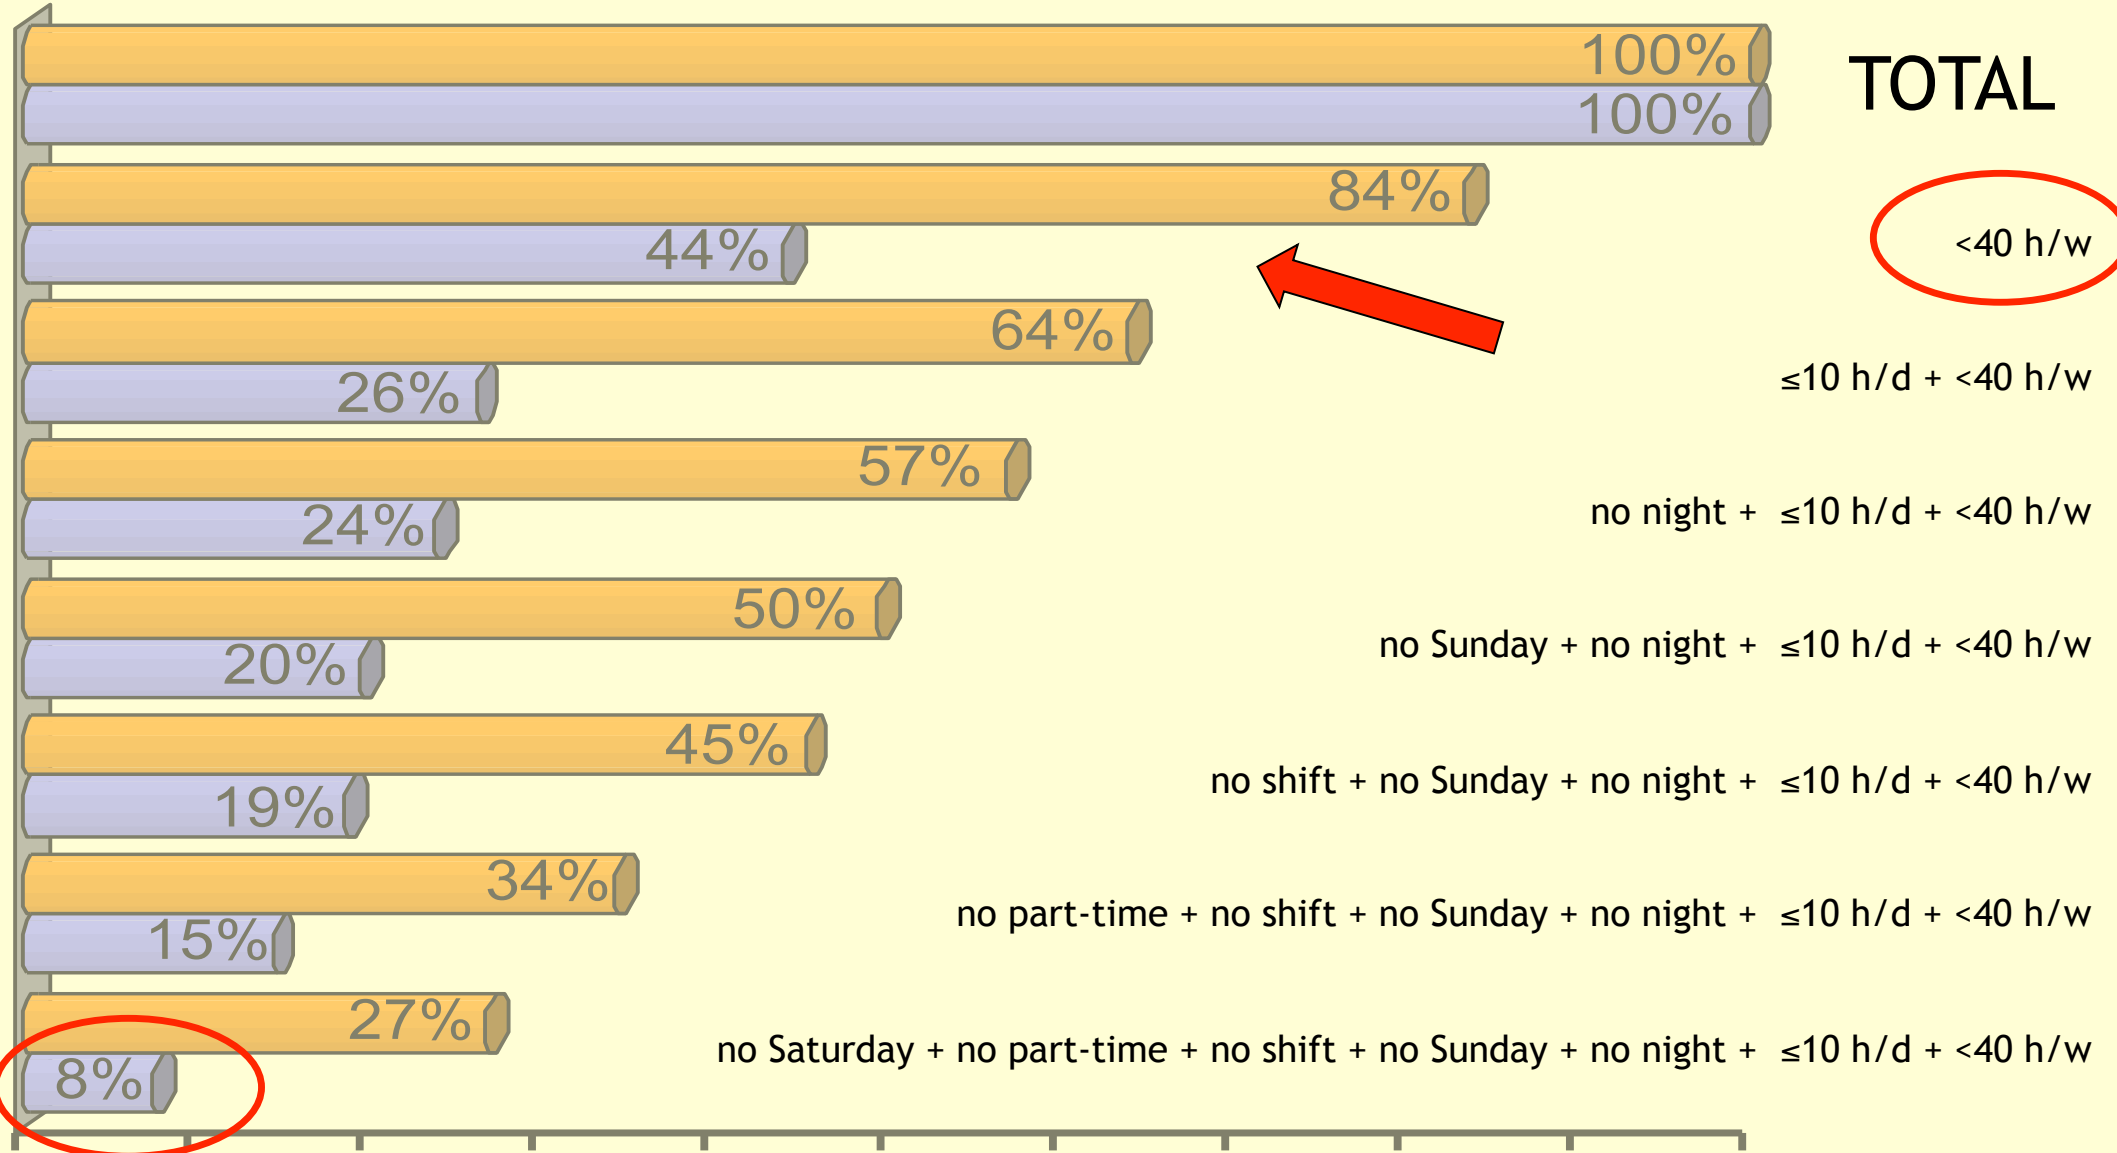 100%
TOTAL
100%
84%
<40 h/w
44%
64%
≤10 h/d + <40 h/w
26%
57%
no night + ≤10 h/d + <40 h/w
24%
50%
no Sunday + no night + ≤10 h/d + <40 h/w
20%
45%
no shift + no Sunday + no night + ≤10 h/d + <40 h/w
19%
34%
no part-time + no shift + no Sunday + no night + ≤10 h/d + <40 h/w
15%
27%
no Saturday + no part-time + no shift + no Sunday + no night + ≤10 h/d + <40 h/w
8%